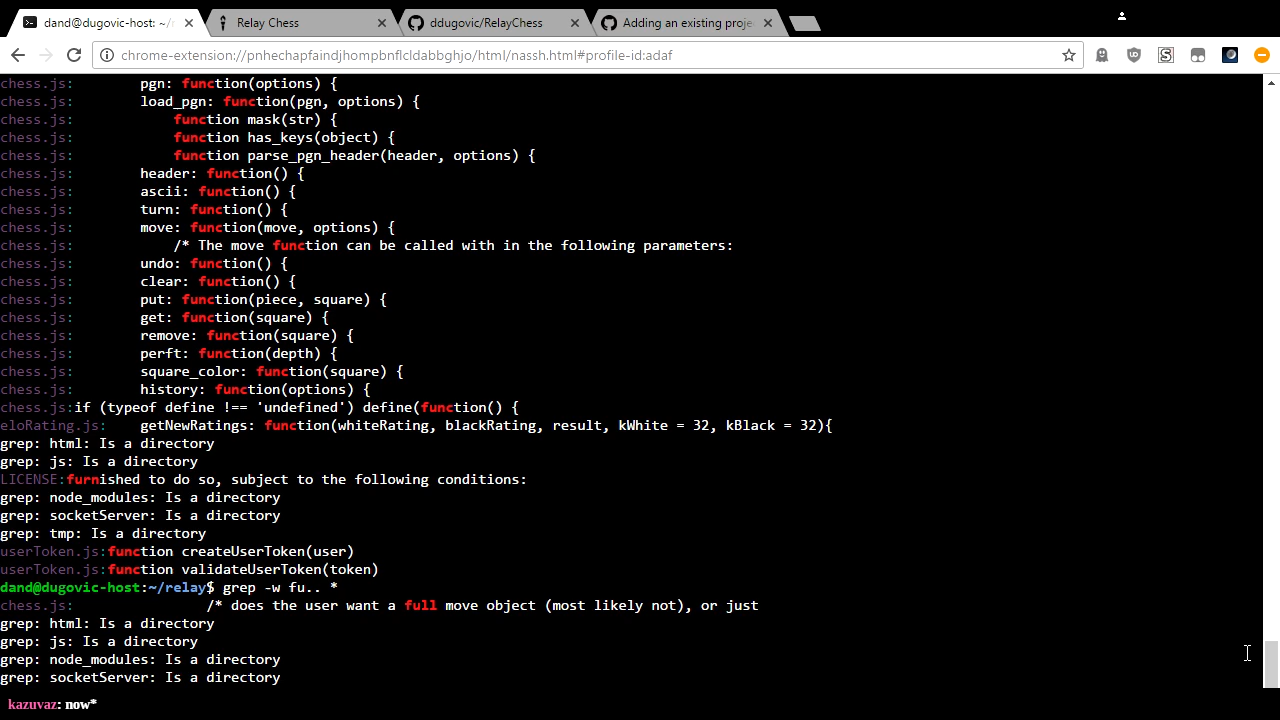 dand@dugovic-host: ~/r
Relay Chess
ddugovic/RelayChess
Adding an existing proje
chrome-extension://pnhechapfaindjhompbnflcldabbghjo/html/nassh.html#profile-id:adaf
chess.js:        pgn: function(options) {
chess.js:        load_pgn: function(pgn, options) {
chess.js:            function mask(str) {
chess.js:            function has_keys(object) {
chess.js:            function parse_pgn_header(header, options) {
chess.js:        header: function() {
chess.js:        ascii: function() {
chess.js:        turn: function() {
chess.js:        move: function(move, options) {
chess.js:            /* The move function can be called with in the following parameters:
chess.js:        undo: function() {
chess.js:        clear: function() {
chess.js:        put: function(piece, square) {
chess.js:        get: function(square) {
chess.js:        remove: function(square) {
chess.js:        perft: function(depth) {
chess.js:        square_color: function(square) {
chess.js:        history: function(options) {
chess.js:if (typeof define !== 'undefined') define(function() {
eloRating.js:    getNewRatings: function(whiteRating, blackRating, result, kWhite = 32, kBlack = 32){
grep: html: Is a directory
grep: js: Is a directory
LICENSE:furnished to do so, subject to the following conditions:
grep: node_modules: Is a directory
grep: socketServer: Is a directory
grep: tmp: Is a directory
userToken.js:function createUserToken(user)
userToken.js:function validateUserToken(token)
dand@dugovic-host:~/relay$ grep -w fu.. *
chess.js:                /* does the user want a full move object (most likely not), or just
grep: html: Is a directory
grep: js: Is a directory
grep: node_modules: Is a directory
grep: socketServer: Is a directory
kazuvaz: now*